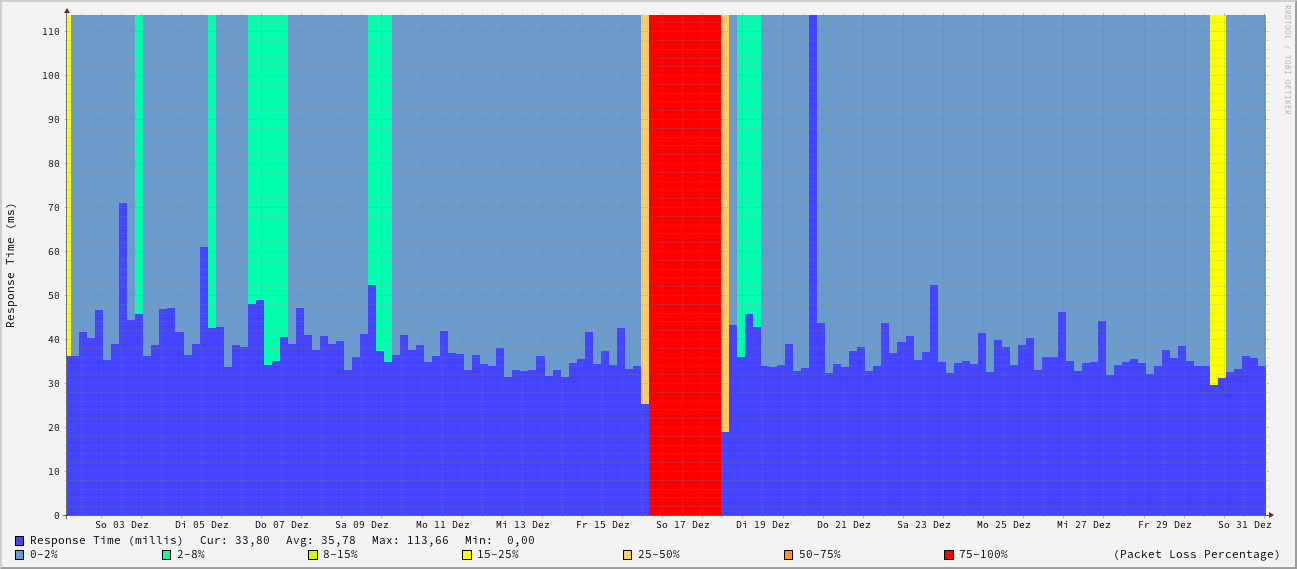 RRDTOOL / TOBI OETIKER
Response Time (ms)
110
100
90
80
70
60
50
40
30
20
10
0
So 03 Dez Di 05 Dez Do 07 Dez Sa 09 Dez Mo 11 Dez Mi 13 Dez Fr 15 Dez So 17 Dez Di 19 Dez Do 21 Dez Sa 23 Dez Mo 25 Dez Mi 27 Dez Fr 29 Dez So 31 Dez
Response Time (millis) Cur: 33,80 Avg: 35,78 Max: 113,66 Min: 0,00
0-2% 2-8% 8-15% 15-25% 25-50% 50-75% 75-100% (Packet Loss Percentage)